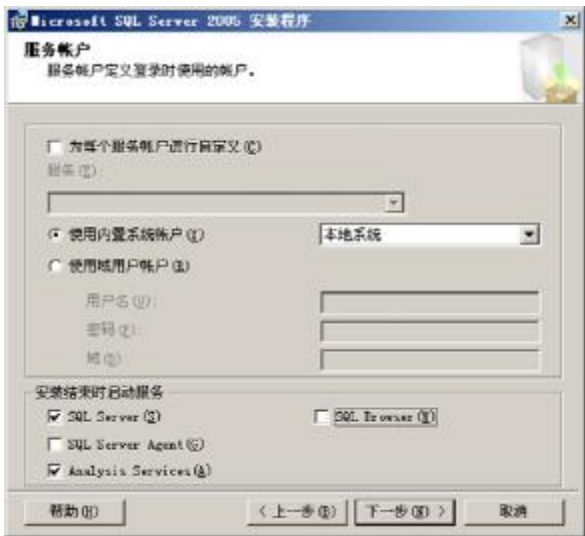 Microsoft SQL Server 2005 安装程序
服务帐户
服务帐户定义登录时使用的帐户。
为每个服务帐户进行自定义(C)
服务(E):
使用内置系统帐户(Y) 本地系统
使用域用户帐户(R)
用户名(U):
密码(P):
域(D)
安装结束时启动服务
SQL Server(S) SQL Browser(W)
SQL Server Agent(G)
Analysis Services(A)
帮助(H) < 上一步(B) 下一步(N) > 取消